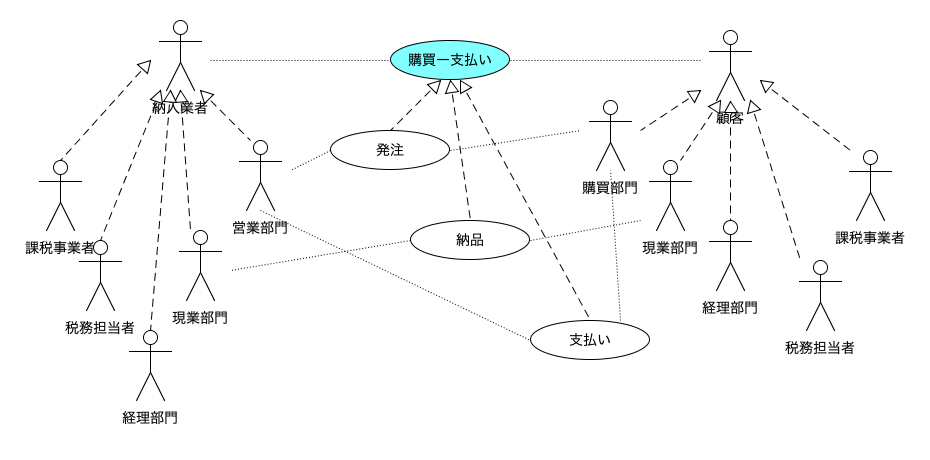 購買ー支払い
納入業者
顧客
発注
購買部門
営業部門
課税事業者
課税事業者
納品
現業部門
税務担当者
現業部門
経理部門
支払い
税務担当者
経理部門